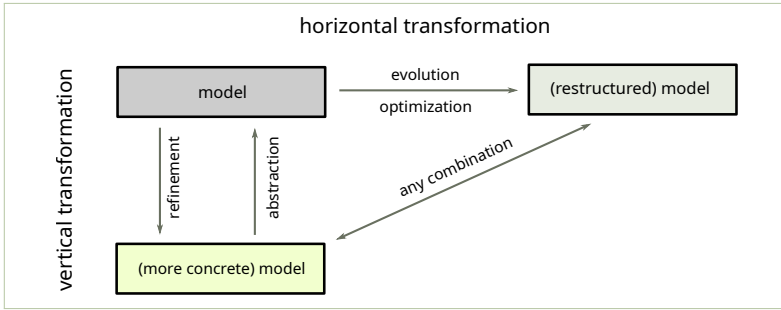 horizontal transformation
vertical transformation
model
evolution
optimization
(restructured) model
refinement
abstraction
any combination
(more concrete) model